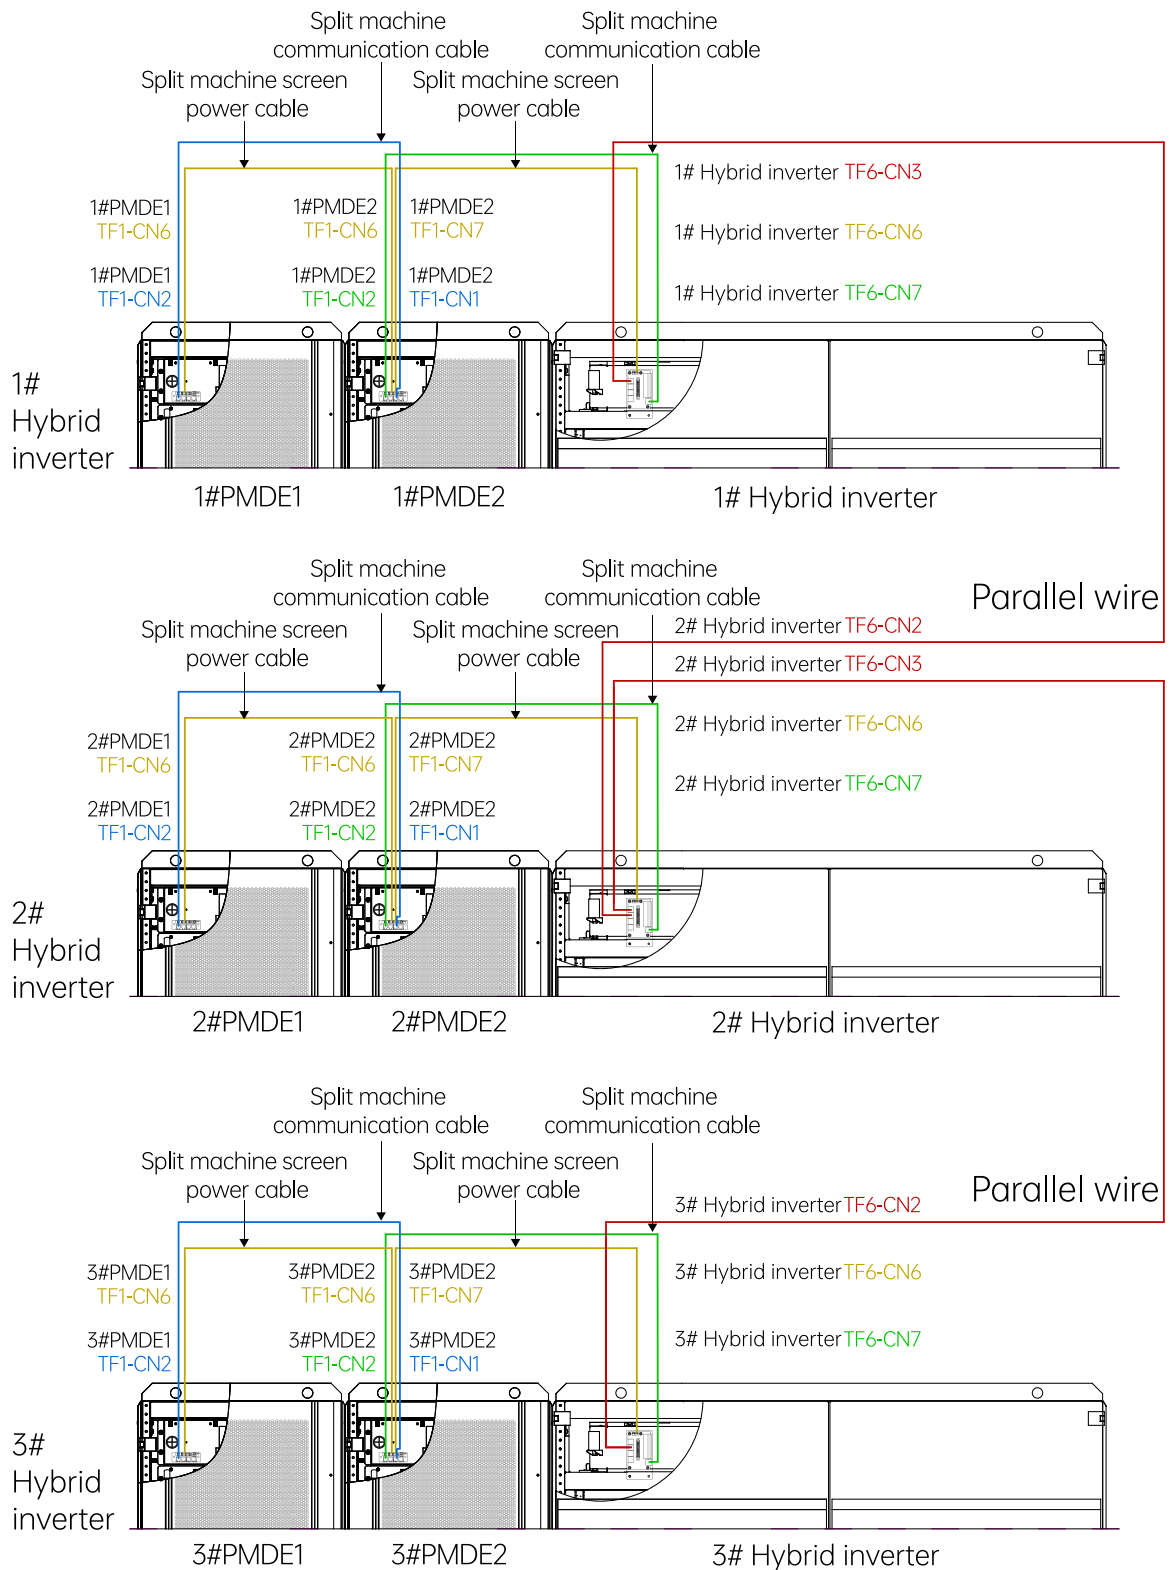 Split machine
communication cable
Split machine
communication cable
Split machine screen
power cable
Split machine screen
power cable
1# Hybrid inverter TF6-CN3
1#PMDE1
TF1-CN6
1#PMDE2
TF1-CN6
1#PMDE2
TF1-CN7
1# Hybrid inverter TF6-CN6
1#PMDE1
TF1-CN2
1#PMDE2
TF1-CN2
1#PMDE2
TF1-CN1
1# Hybrid inverter TF6-CN7
1#
Hybrid
inverter
1#PMDE1
1#PMDE2
1# Hybrid inverter
Split machine
communication cable
Split machine
communication cable
Parallel wire
Split machine screen
power cable
Split machine screen
power cable
2# Hybrid inverter TF6-CN2
2# Hybrid inverter TF6-CN3
2#PMDE1
TF1-CN6
2#PMDE2
TF1-CN6
2#PMDE2
TF1-CN7
2# Hybrid inverter TF6-CN6
2#PMDE1
TF1-CN2
2#PMDE2
TF1-CN2
2#PMDE2
TF1-CN1
2# Hybrid inverter TF6-CN7
2#
Hybrid
inverter
2#PMDE1
2#PMDE2
2# Hybrid inverter
Split machine
communication cable
Split machine
communication cable
Split machine screen
power cable
Split machine screen
power cable
Parallel wire
3# Hybrid inverter TF6-CN2
3#PMDE1
TF1-CN6
3#PMDE2
TF1-CN6
3#PMDE2
TF1-CN7
3# Hybrid inverter TF6-CN6
3#PMDE1
TF1-CN2
3#PMDE2
TF1-CN2
3#PMDE2
TF1-CN1
3# Hybrid inverter TF6-CN7
3#
Hybrid
inverter
3#PMDE1
3#PMDE2
3# Hybrid inverter